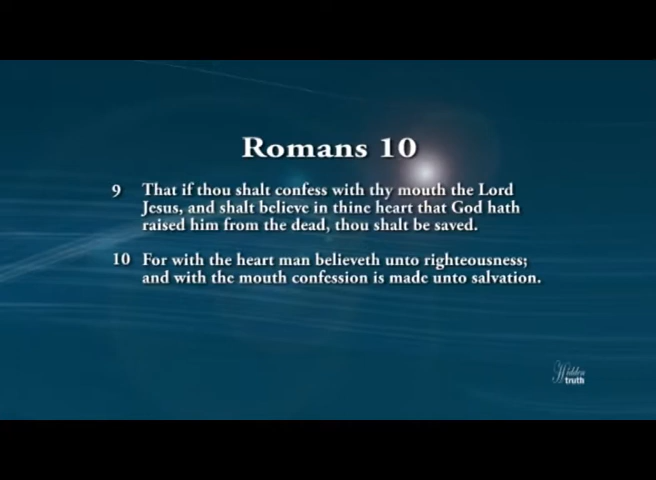 Romans 10
9 That if thou shalt confess with thy mouth the Lord
Jesus, and shalt believe in thine heart that God hath
raised him from the dead, thou shalt be saved.
10 For with the heart man believeth unto righteousness;
and with the mouth confession is made unto salvation.
Hidden
truth